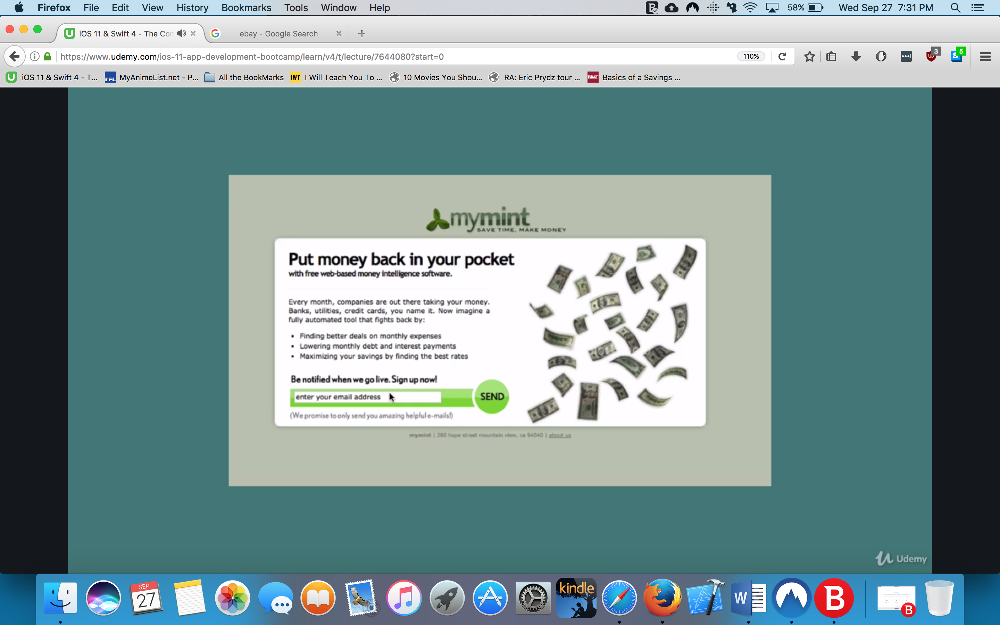 Firefox File Edit View History Bookmarks Tools Window Help 58% Wed Sep 27 7:31 PM
iOS 11 & Swift 4 - The Con ebay - Google Search
https://www.udemy.com/ios-11-app-development-bootcamp/learn/v4/t/lecture/7644080?start=0 110% 3 5
iOS 11 & Swift 4 - T... MAL MyAnimeList.net - P... All the BookMarks IWT I Will Teach You To ... 10 Movies You Shou... RA: Eric Prydz tour ... BB&T Basics of a Savings ...
mymint
SAVE TIME, MAKE MONEY
Put money back in your pocket
with free web-based money intelligence software.
Every month, companies are out there taking your money.
Banks, utilities, credit cards, you name it. Now imagine a
fully automated tool that fights back by:
• Finding better deals on monthly expenses
• Lowering monthly debt and interest payments
• Maximizing your savings by finding the best rates
Be notified when we go live. Sign up now!
enter your email address SEND
(We promise to only send you amazing helpful e-mails!)
mymint | 280 hope street mountain view, ca 94040 | about us
Udemy
SEP
27
kindle
W
B
B